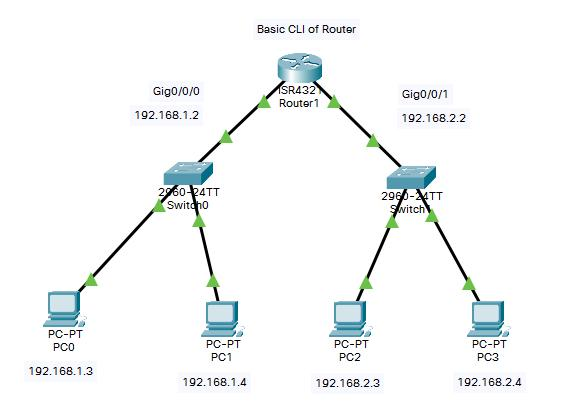 Basic CLI of Router
ISR4321
Router1
Gig0/0/0
192.168.1.2
Gig0/0/1
192.168.2.2
2960-24TT
Switch0
2960-24TT
Switch
PC-PT
PC0
192.168.1.3
PC-PT
PC1
192.168.1.4
PC-PT
PC2
192.168.2.3
PC-PT
PC3
192.168.2.4